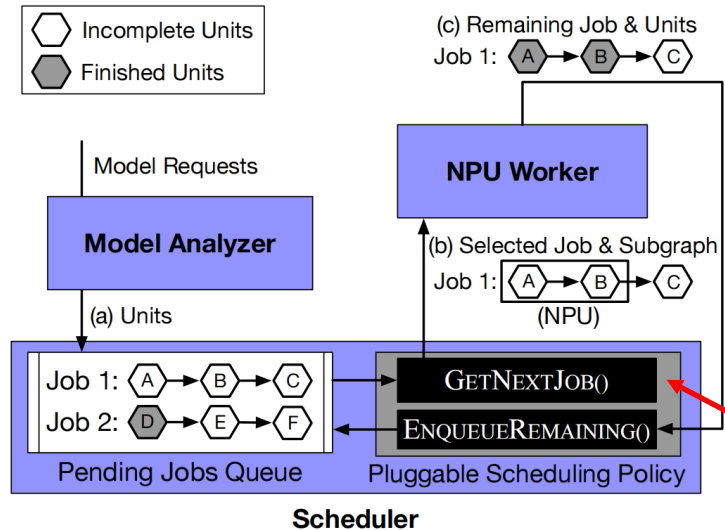 Incomplete Units
Finished Units
(c) Remaining Job & Units
Job 1: A B C
Model Requests
NPU Worker
Model Analyzer
(b) Selected Job & Subgraph
Job 1: A B C
(NPU)
(a) Units
Job 1: A B C
Job 2: D E F
GETNEXTJOB()
ENQUEUEREMAINING()
Pending Jobs Queue
Pluggable Scheduling Policy
Scheduler